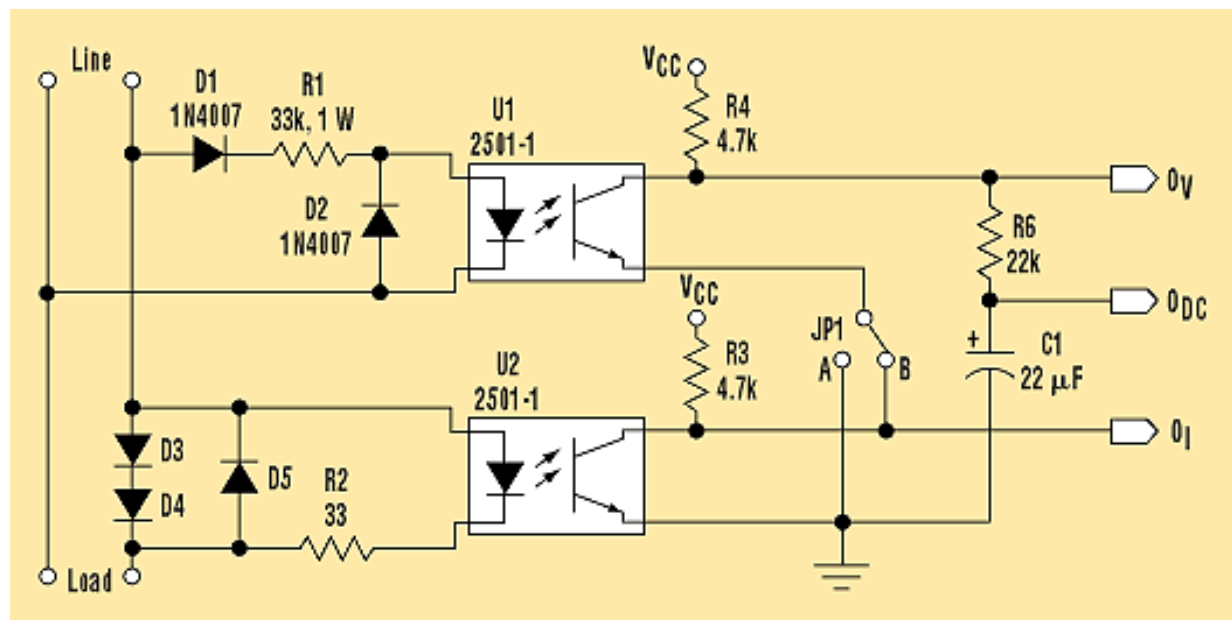 Line
D1
1N4007
R1
33k, 1 W
U1
2501-1
VCC
R4
4.7k
OV
D2
1N4007
R6
22k
VCC
ODC
JP1
A
B
+
C1
22 μF
R3
4.7k
U2
2501-1
OI
D3
D4
D5
R2
33
Load